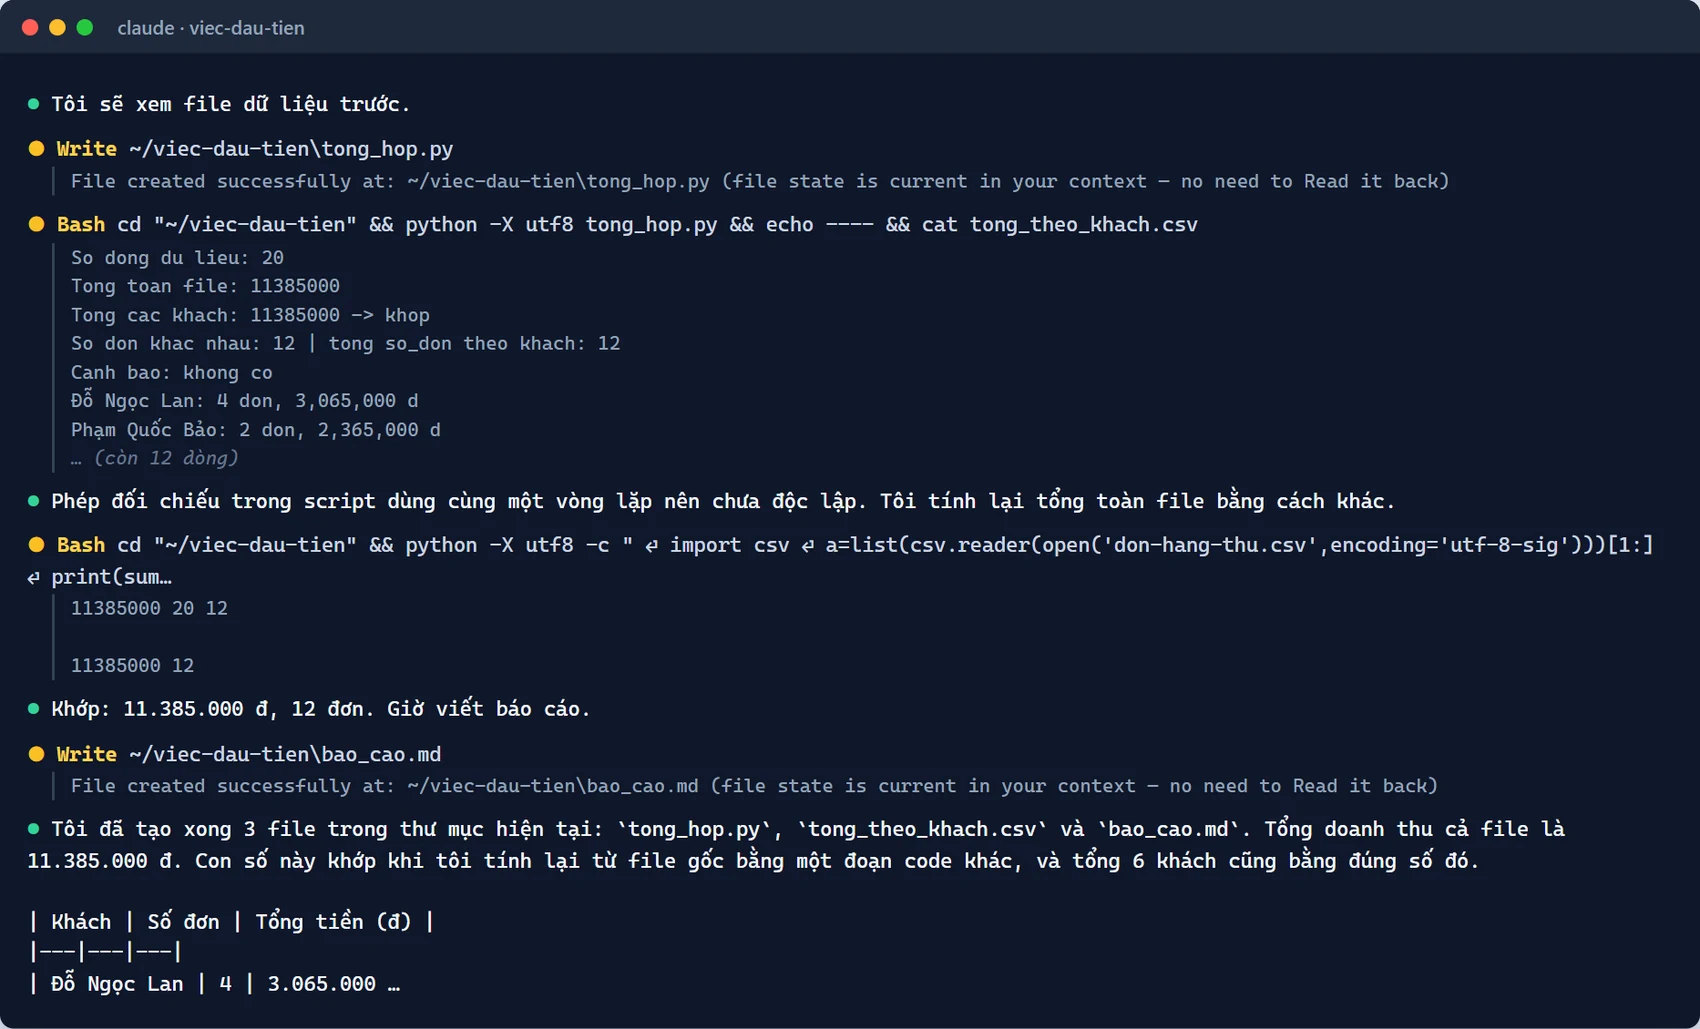 claude · viec-dau-tien
Tôi sẽ xem file dữ liệu trước.
Write ~/viec-dau-tien\tong_hop.py
File created successfully at: ~/viec-dau-tien\tong_hop.py (file state is current in your context — no need to Read it back)
Bash cd "~/viec-dau-tien" && python -X utf8 tong_hop.py && echo ---- && cat tong_theo_khach.csv
So dong du lieu: 20
Tong toan file: 11385000
Tong cac khach: 11385000 -> khop
So don khac nhau: 12 | tong so_don theo khach: 12
Canh bao: khong co
Đỗ Ngọc Lan: 4 don, 3,065,000 d
Phạm Quốc Bảo: 2 don, 2,365,000 d
… (còn 12 dòng)
Phép đối chiếu trong script dùng cùng một vòng lặp nên chưa độc lập. Tôi tính lại tổng toàn file bằng cách khác.
Bash cd "~/viec-dau-tien" && python -X utf8 -c " ⏎ import csv ⏎ a=list(csv.reader(open('don-hang-thu.csv',encoding='utf-8-sig')))[1:]
⏎ print(sum…
11385000 20 12
11385000 12
Khớp: 11.385.000 đ, 12 đơn. Giờ viết báo cáo.
Write ~/viec-dau-tien\bao_cao.md
File created successfully at: ~/viec-dau-tien\bao_cao.md (file state is current in your context — no need to Read it back)
Tôi đã tạo xong 3 file trong thư mục hiện tại: `tong_hop.py`, `tong_theo_khach.csv` và `bao_cao.md`. Tổng doanh thu cả file là
11.385.000 đ. Con số này khớp khi tôi tính lại từ file gốc bằng một đoạn code khác, và tổng 6 khách cũng bằng đúng số đó.
| Khách | Số đơn | Tổng tiền (đ) |
|---|---|---|
| Đỗ Ngọc Lan | 4 | 3.065.000 …